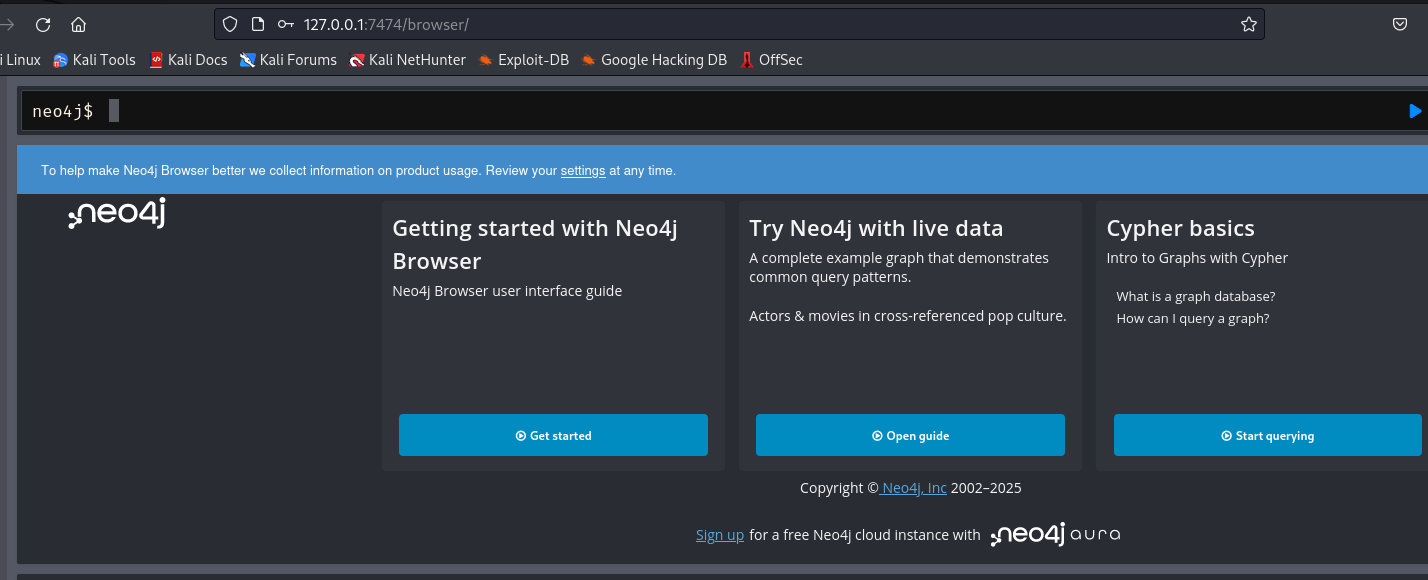 127.0.0.1:7474/browser/
i Linux Kali Tools Kali Docs Kali Forums Kali NetHunter Exploit-DB Google Hacking DB OffSec
neo4j$
To help make Neo4j Browser better we collect information on product usage. Review your settings at any time.
neo4j
Getting started with Neo4j
Browser
Neo4j Browser user interface guide
Get started
Try Neo4j with live data
A complete example graph that demonstrates
common query patterns.
Actors & movies in cross-referenced pop culture.
Open guide
Cypher basics
Intro to Graphs with Cypher
What is a graph database?
How can I query a graph?
Start querying
Copyright © Neo4j, Inc 2002–2025
Sign up for a free Neo4j cloud instance with neo4j aura